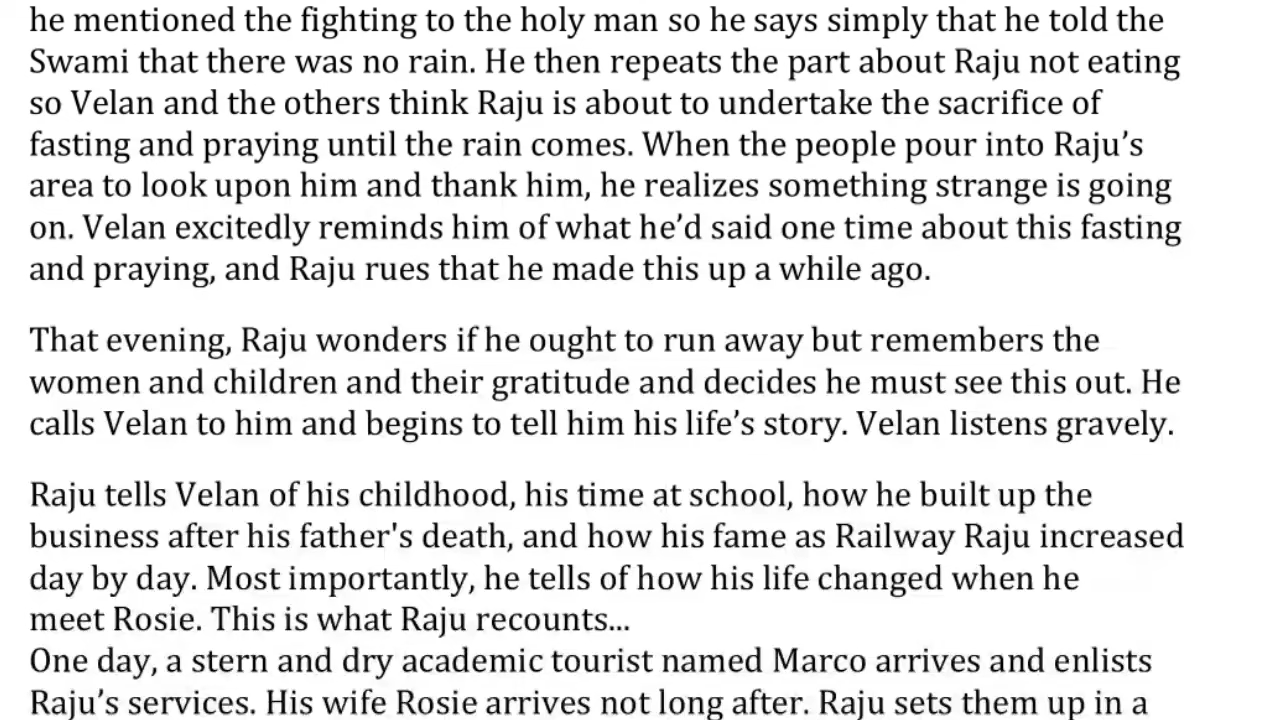 he mentioned the fighting to the holy man so he says simply that he told the
Swami that there was no rain. He then repeats the part about Raju not eating
so Velan and the others think Raju is about to undertake the sacrifice of
fasting and praying until the rain comes. When the people pour into Raju’s
area to look upon him and thank him, he realizes something strange is going
on. Velan excitedly reminds him of what he’d said one time about this fasting
and praying, and Raju rues that he made this up a while ago.
That evening, Raju wonders if he ought to run away but remembers the
women and children and their gratitude and decides he must see this out. He
calls Velan to him and begins to tell him his life’s story. Velan listens gravely.
Raju tells Velan of his childhood, his time at school, how he built up the
business after his father's death, and how his fame as Railway Raju increased
day by day. Most importantly, he tells of how his life changed when he
meet Rosie. This is what Raju recounts...
One day, a stern and dry academic tourist named Marco arrives and enlists
Raju’s services. His wife Rosie arrives not long after. Raju sets them up in a